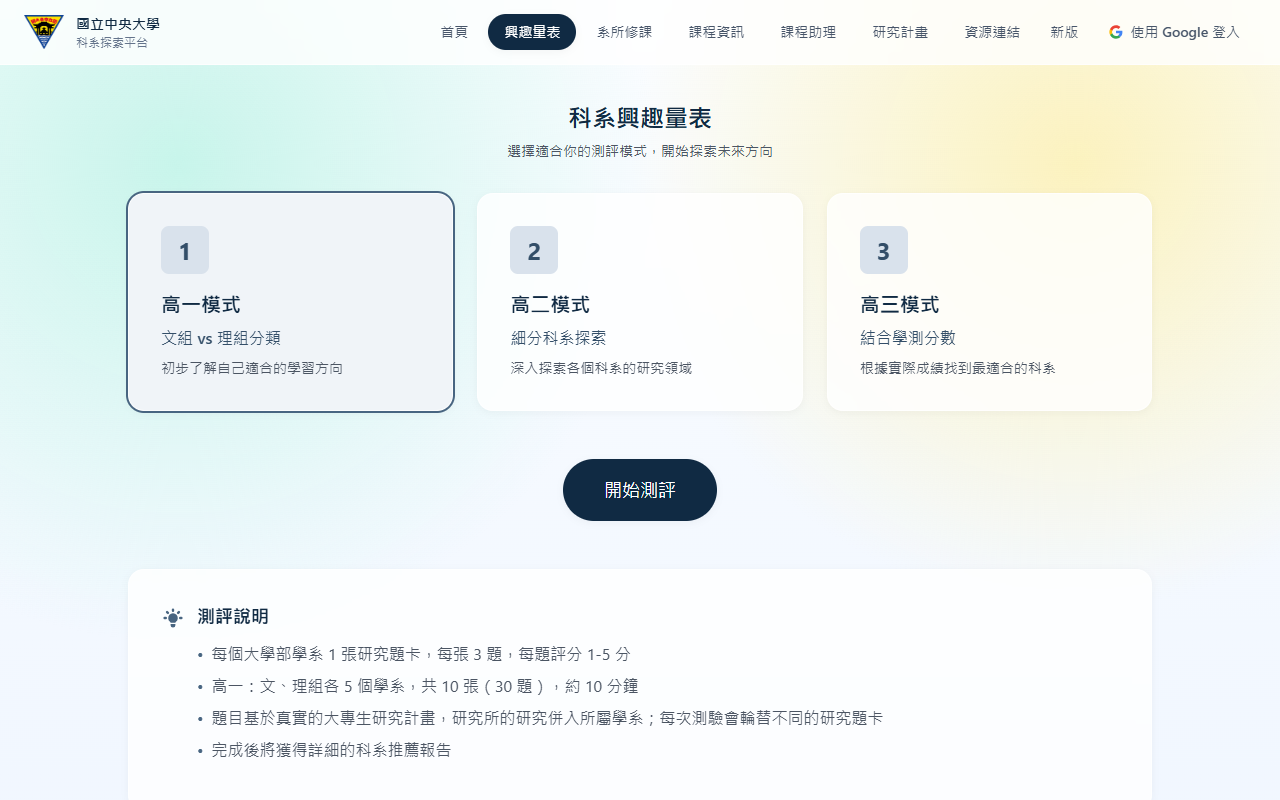 國立中央大學
科系探索平台
首頁
興趣量表
系所修課
課程資訊
課程助理
研究計畫
資源連結
新版
使用 Google 登入
科系興趣量表
選擇適合你的測評模式，開始探索未來方向
1
高一模式
文組 vs 理組分類
初步了解自己適合的學習方向
2
高二模式
細分科系探索
深入探索各個科系的研究領域
3
高三模式
結合學測分數
根據實際成績找到最適合的科系
開始測評
測評說明
• 每個大學部學系 1 張研究題卡，每張 3 題，每題評分 1-5 分
• 高一：文、理組各 5 個學系，共 10 張（30 題），約 10 分鐘
• 題目基於真實的大專生研究計畫，研究所的研究併入所屬學系；每次測驗會輪替不同的研究題卡
• 完成後將獲得詳細的科系推薦報告